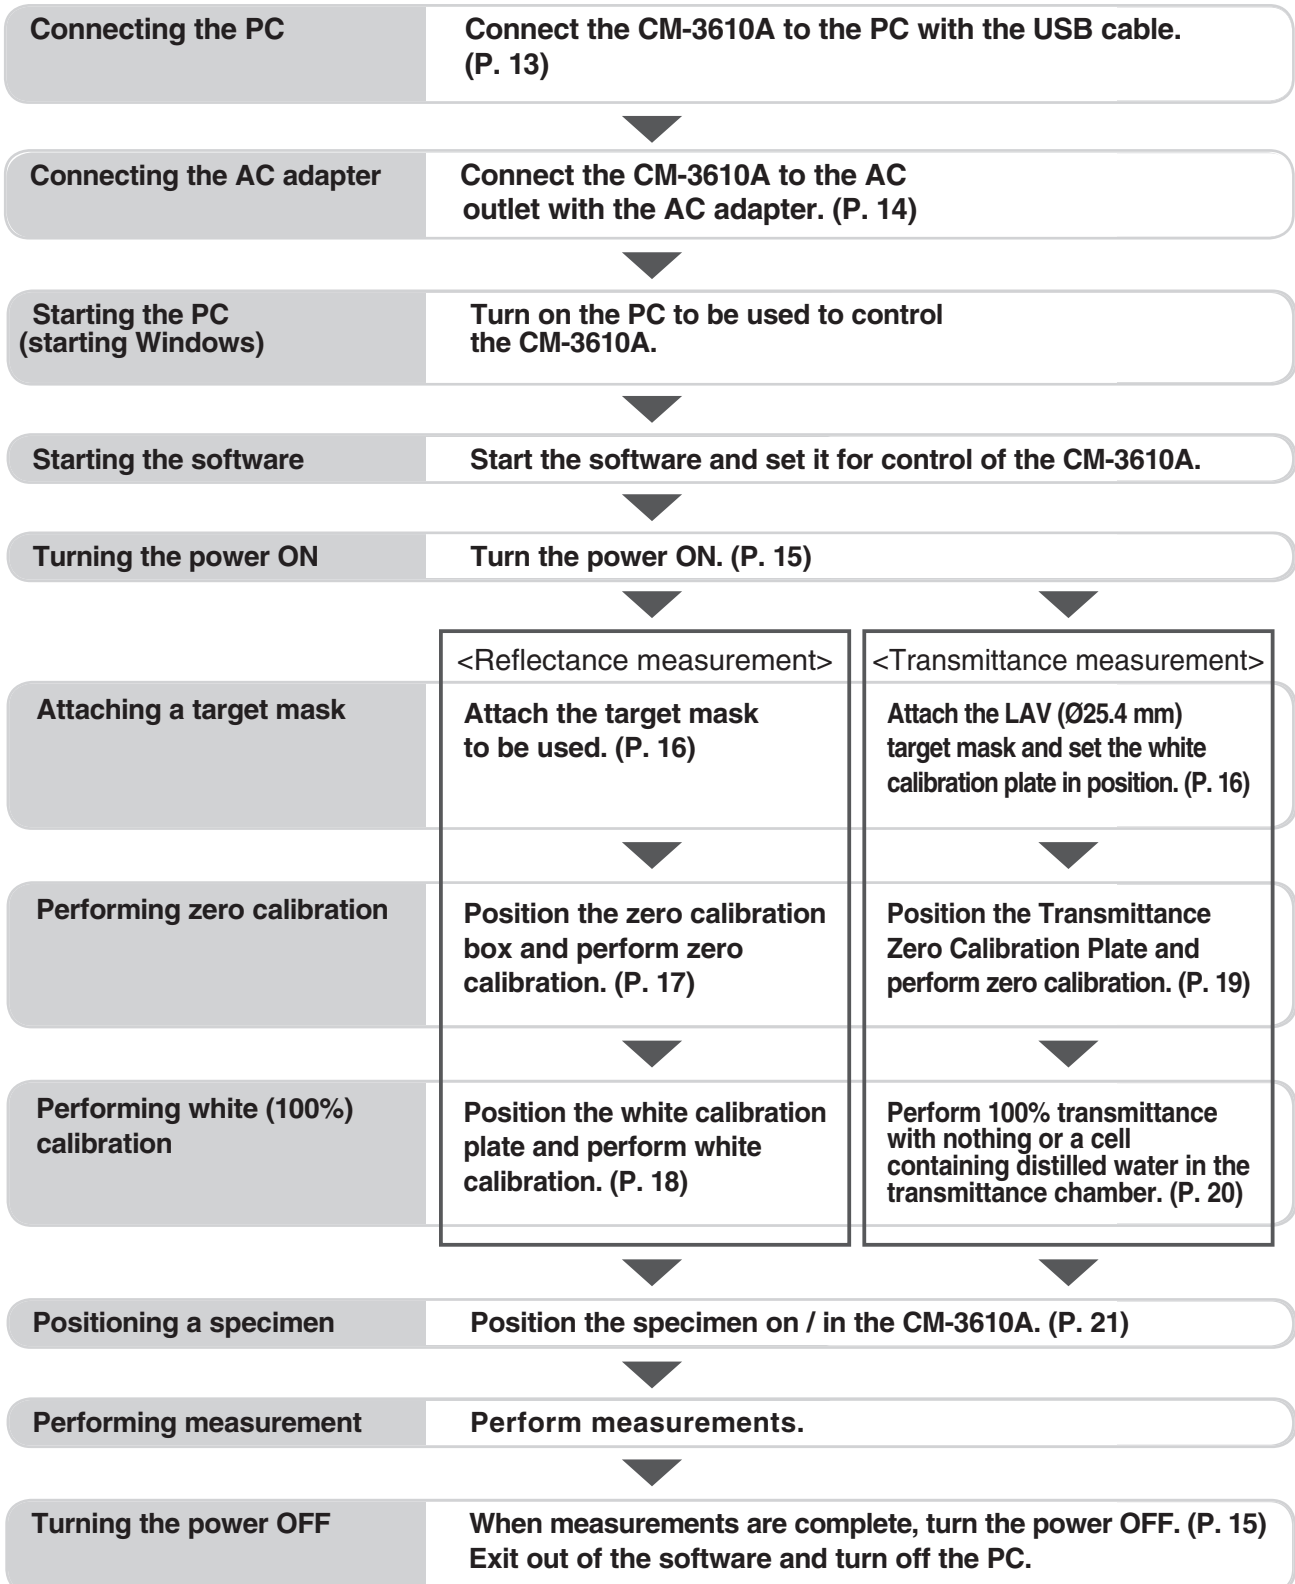 Connecting the PC
Connect the CM-3610A to the PC with the USB cable.
(P. 13)
Connecting the AC adapter
Connect the CM-3610A to the AC
outlet with the AC adapter. (P. 14)
Starting the PC
(starting Windows)
Turn on the PC to be used to control
the CM-3610A.
Starting the software
Start the software and set it for control of the CM-3610A.
Turning the power ON
Turn the power ON. (P. 15)
<Reflectance measurement>
<Transmittance measurement>
Attaching a target mask
Attach the target mask
to be used. (P. 16)
Attach the LAV (Ø25.4 mm)
target mask and set the white
calibration plate in position. (P. 16)
Performing zero calibration
Position the zero calibration
box and perform zero
calibration. (P. 17)
Position the Transmittance
Zero Calibration Plate and
perform zero calibration. (P. 19)
Performing white (100%)
calibration
Position the white calibration
plate and perform white
calibration. (P. 18)
Perform 100% transmittance
with nothing or a cell
containing distilled water in the
transmittance chamber. (P. 20)
Positioning a specimen
Position the specimen on / in the CM-3610A. (P. 21)
Performing measurement
Perform measurements.
Turning the power OFF
When measurements are complete, turn the power OFF. (P. 15)
Exit out of the software and turn off the PC.